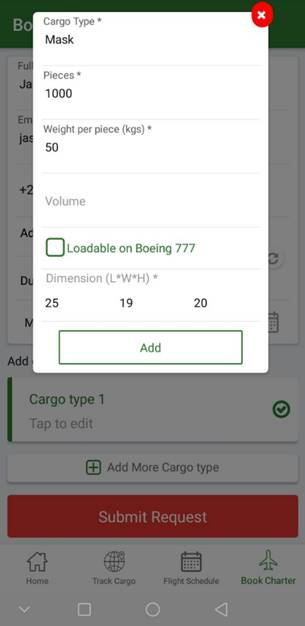 Bo
Cargo Type *
Mask
Full
Ja
Pieces *
1000
Em
Weight per piece (kgs) *
jas
50
+2
Volume
Ad
Loadable on Boeing 777
Du
Dimension (L*W*H) *
25 19 20
M
Add
Add
Cargo type 1
Tap to edit
Add More Cargo type
Submit Request
Home Track Cargo Flight Schedule Book Charter